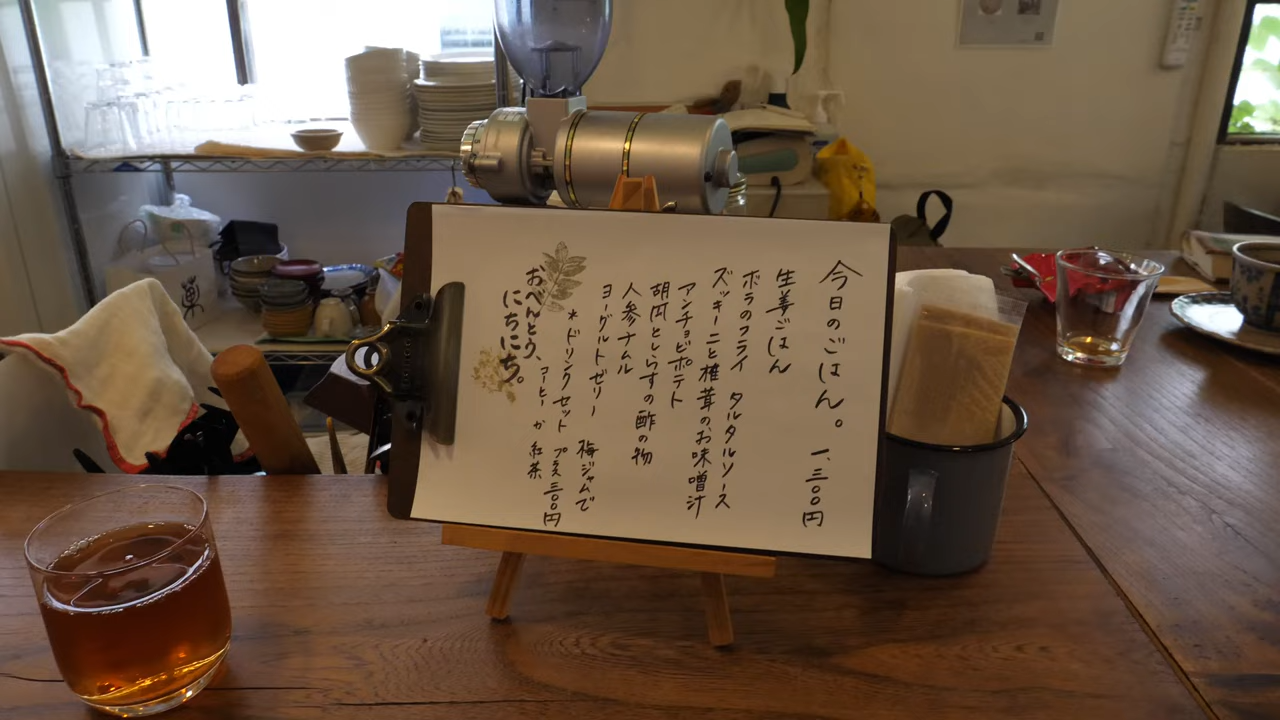 今日のごはん。 一、三〇〇円
生姜ごはん
ボラのフライ タルタルソース
ズッキーニと椎茸のお味噌汁
アンチョビポテト
胡瓜としらすの酢の物
人参ナムル
ヨーグルトゼリー 梅ジャムで
＊ドリンクセット プラス三〇〇円
コーヒー か 紅茶
おべんとう、
にちにち。